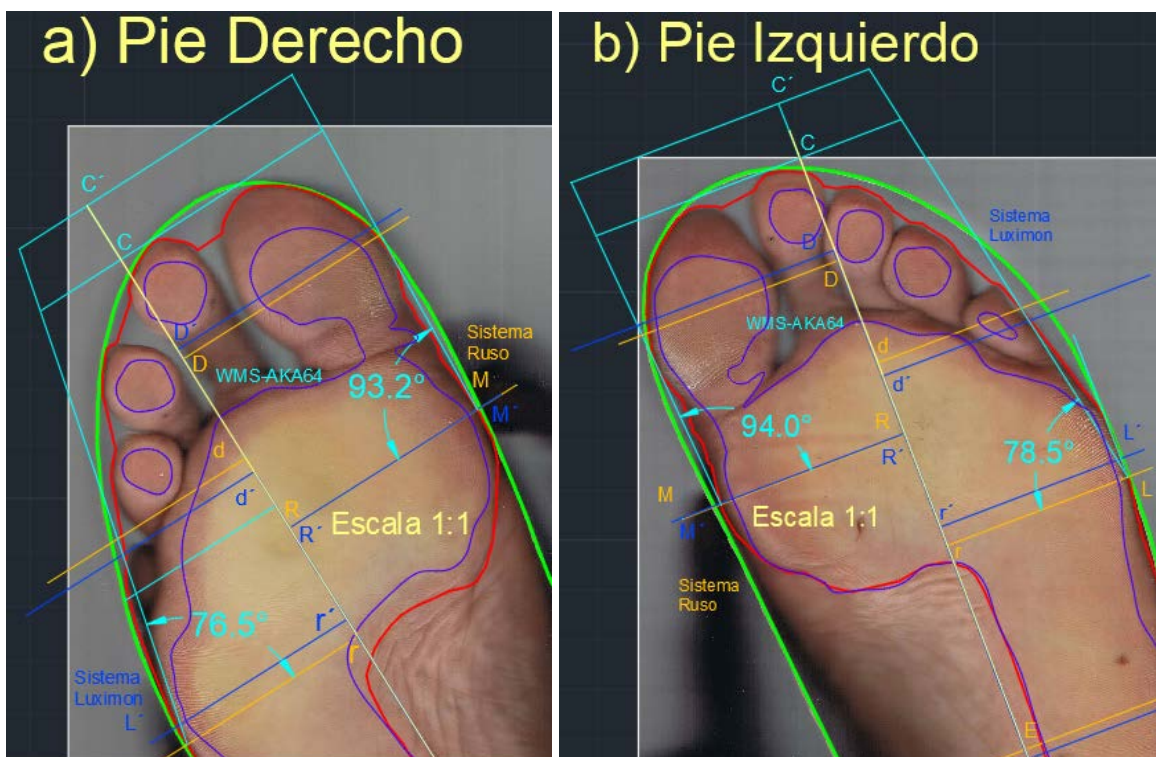 a) Pie Derecho
C´
C
D´
D
WMS-AKA64
Sistema
Ruso
93.2°
M
M´
d
d´
R
R´
Escala 1:1
r´
76.5°
r
Sistema
Luximon
L´
b) Pie Izquierdo
C´
C
Sistema
Luximon
D´
D
WMS-AKA64
d
d´
94.0°
R
R´
78.5°
L´
L
M
M´
Escala 1:1
r´
r
Sistema
Ruso
E